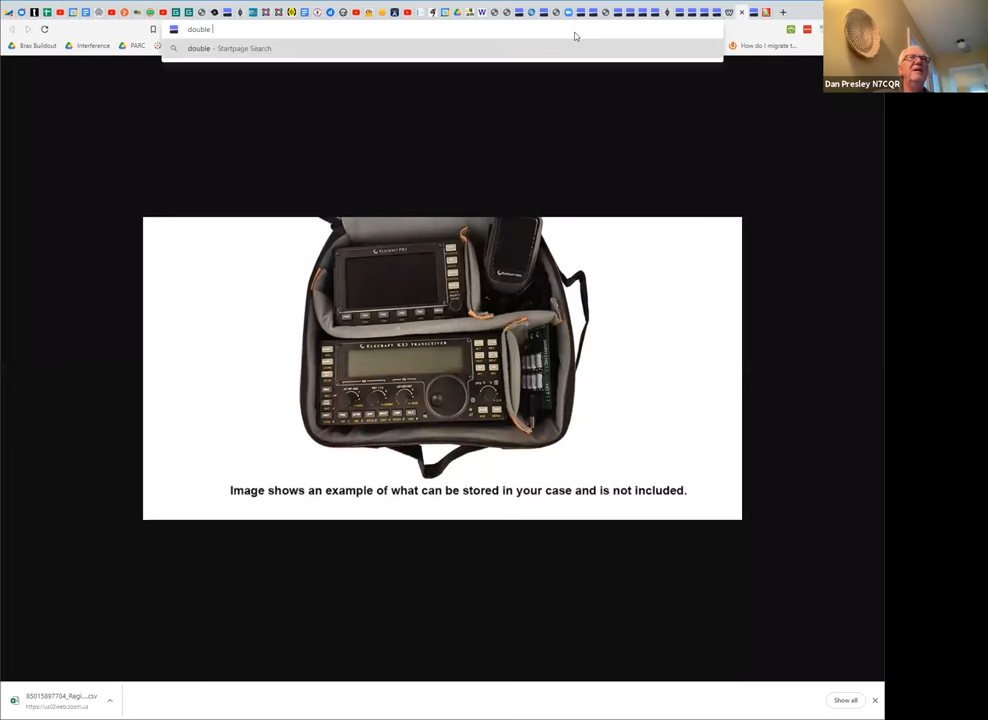 double
double - Startpage Search
Brax Buildout
Interference
PARC
How do I migrate t...
Dan Presley N7CQR
ELECRAFT PX3
ELECRAFT KX3 TRANSCEIVER
Image shows an example of what can be stored in your case and is not included.
85015897704_Regi....csv
https://us02web.zoom.us
Show all